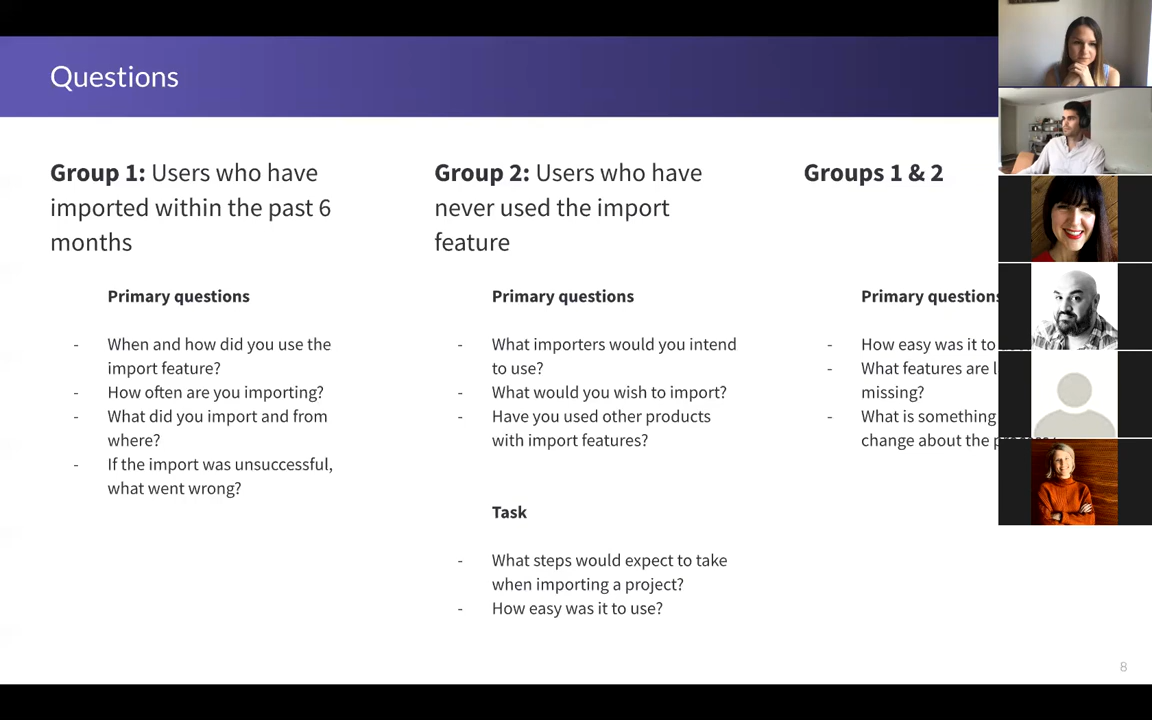 Questions
Group 1: Users who have
imported within the past 6
months
Primary questions
- When and how did you use the
import feature?
- How often are you importing?
- What did you import and from
where?
- If the import was unsuccessful,
what went wrong?
Group 2: Users who have
never used the import
feature
Primary questions
- What importers would you intend
to use?
- What would you wish to import?
- Have you used other products
with import features?
Task
- What steps would expect to take
when importing a project?
- How easy was it to use?
Groups 1 & 2
Primary questions
- How easy was it to
- What features are
missing?
- What is something
change about the
8